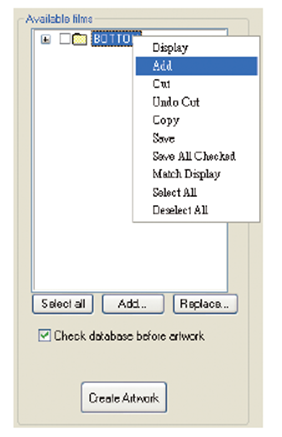 Available films
BOTTO
Display
Add
Cut
Undo Cut
Copy
Save
Save All Checked
Match Display
Select All
Deselect All
Select all
Add...
Replace...
Check database before artwork
Create Artwork